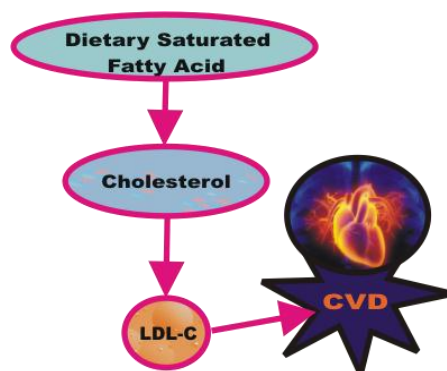 Dietary Saturated
Fatty Acid
Cholesterol
LDL-C
CVD